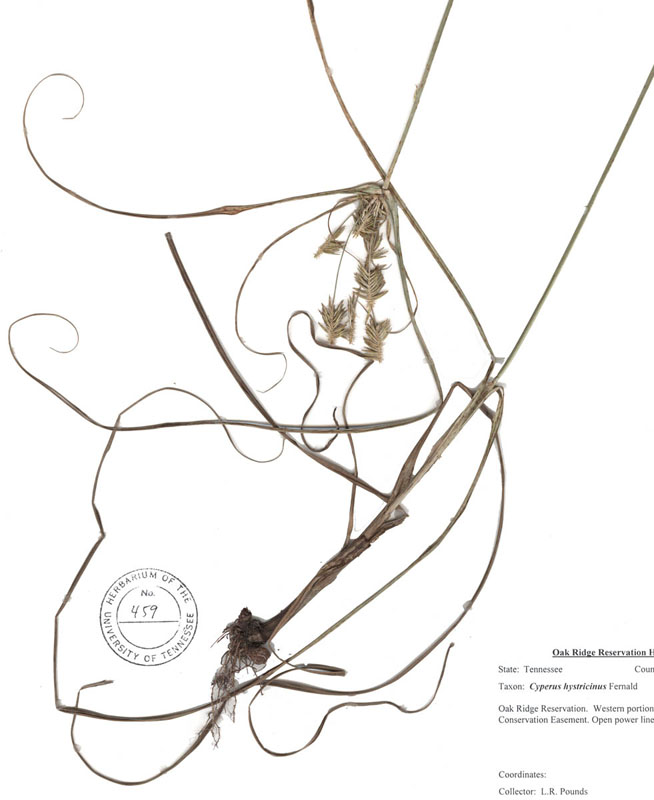 HERBARIUM OF THE
No.
459
UNIVERSITY OF TENNESSEE
Oak Ridge Reservation H
State: Tennessee Coun
Taxon: Cyperus hystricinus Fernald
Oak Ridge Reservation. Western portion
Conservation Easement. Open power line
Coordinates:
Collector: L.R. Pounds